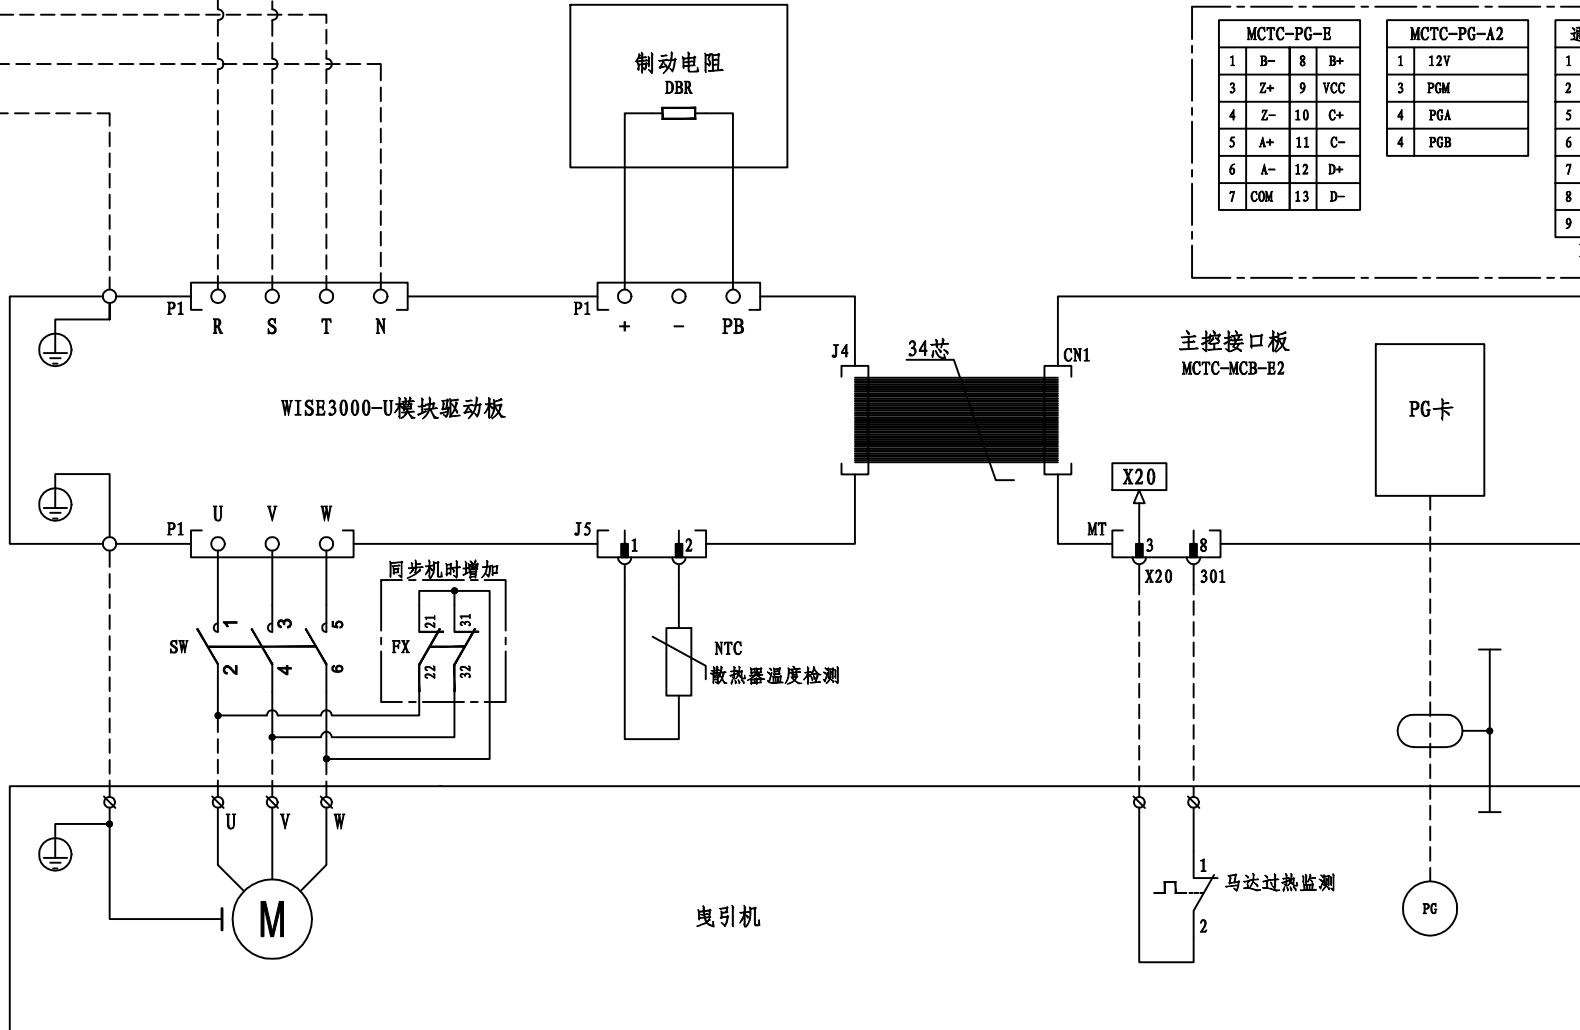 制动电阻
DBR
MCTC-PG-E
1 B- 8 B+
3 Z+ 9 VCC
4 Z- 10 C+
5 A+ 11 C-
6 A- 12 D+
7 COM 13 D-
MCTC-PG-A2
1 12V
3 PGM
4 PGA
4 PGB
1
2
5
6
7
8
9
P1
R S T N
P1
+ - PB
J4
34芯
CN1
主控接口板
MCTC-MCB-E2
WISE3000-U模块驱动板
PG卡
X20
P1
U V W
J5
1 2
MT
3 8
X20 301
同步机时增加
SW
1 3 5
2 4 6
FX
21 31
22 32
NTC
散热器温度检测
U V W
M
曳引机
1
马达过热监测
2
PG